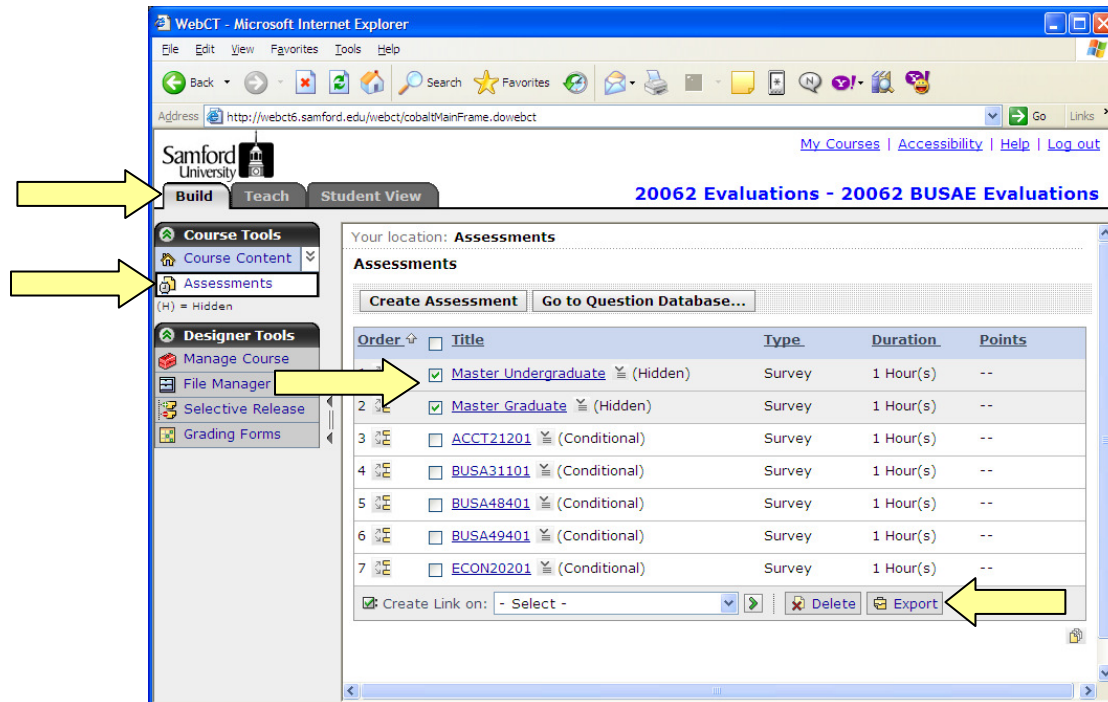 WebCT - Microsoft Internet Explorer
File Edit View Favorites Tools Help
Back Search Favorites
Address http://webct6.samford.edu/webct/cobaltMainFrame.dowebct Go Links
My Courses | Accessibility | Help | Log out
Samford
University
Build Teach Student View 20062 Evaluations - 20062 BUSAE Evaluations
Course Tools
Course Content
Assessments
(H) = Hidden
Designer Tools
Manage Course
File Manager
Selective Release
Grading Forms
Your location: Assessments
Assessments
Create Assessment Go to Question Database...
Order Title Type Duration Points
Master Undergraduate (Hidden) Survey 1 Hour(s) --
2 Master Graduate (Hidden) Survey 1 Hour(s) --
3 ACCT21201 (Conditional) Survey 1 Hour(s) --
4 BUSA31101 (Conditional) Survey 1 Hour(s) --
5 BUSA48401 (Conditional) Survey 1 Hour(s) --
6 BUSA49401 (Conditional) Survey 1 Hour(s) --
7 ECON20201 (Conditional) Survey 1 Hour(s) --
Create Link on: - Select - Delete Export